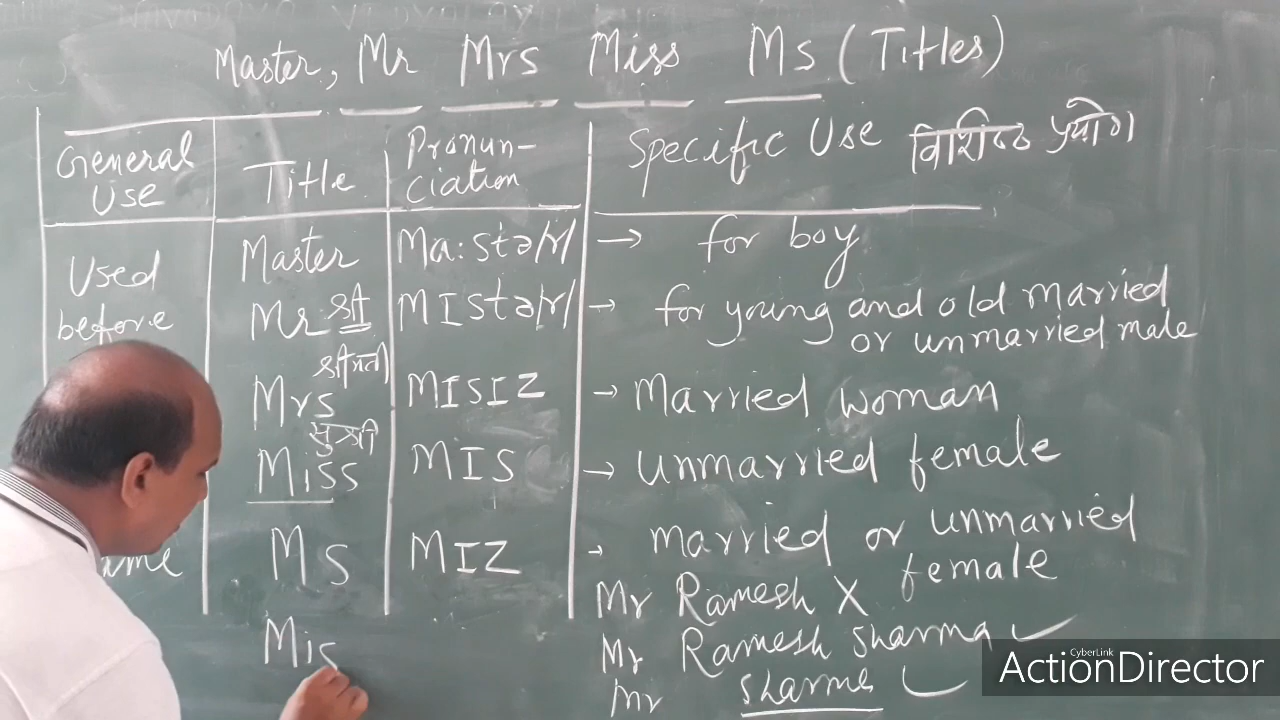 Master, Mr Mrs Miss Ms (Titles)
General Use Title Pronun-ciation Specific Use विशिष्ट प्रयोग
Used before
Master Ma:stə/r/ → for boy
Mr श्री MIstə/r/ → for young and old married or unmarried male
Mrs श्रीमती MISIZ → Married woman
Miss सुश्री MIS → unmarried female
Ms MIZ → married or unmarried female
Mis
Mr Ramesh X
Mr Ramesh Sharma ✓
Mr Sharma ✓
CyberLink
ActionDirector